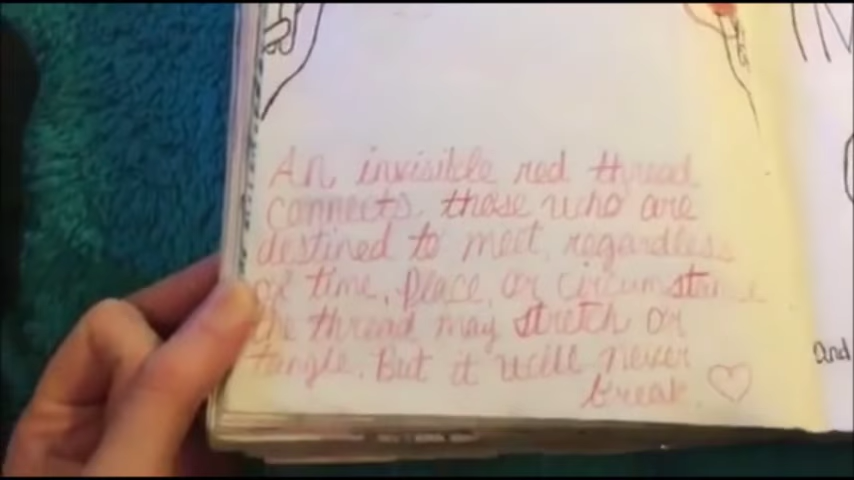 An invisible red thread
connects those who are
destined to meet, regardless
of time, place, or circumstance
the thread may stretch or
tangle. But it will never
break.
and